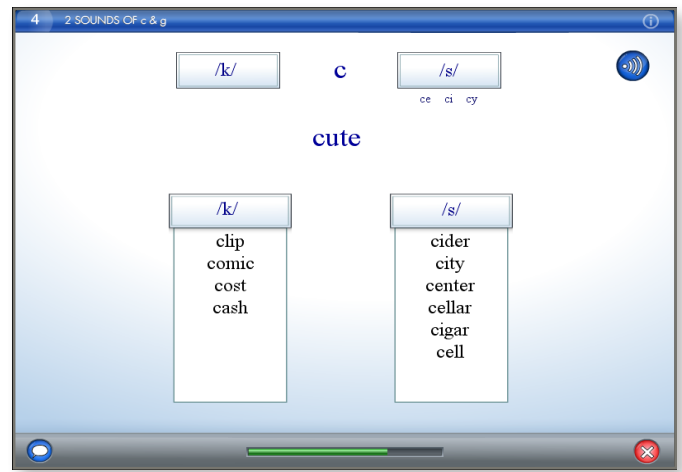 4 2 SOUNDS OF c & g
/k/ c /s/
ce ci cy
cute
/k/ /s/
clip cider
comic city
cost center
cash cellar
cigar
cell